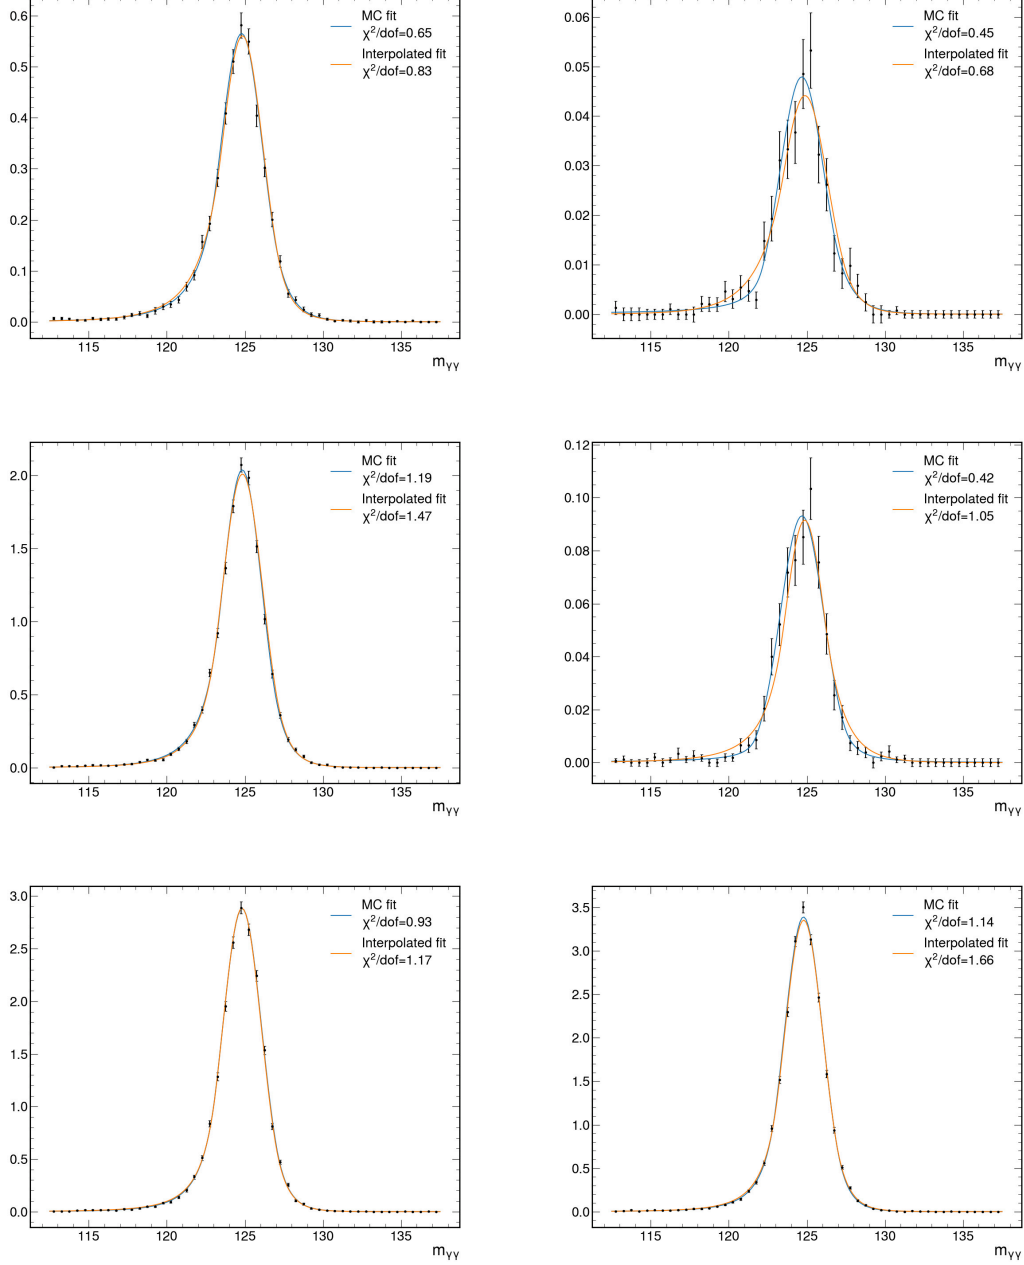 0.6
0.5
0.4
0.3
0.2
0.1
0.0
MC fit
χ²/dof=0.65
Interpolated fit
χ²/dof=0.83
115 120 125 130 135
mγγ
0.06
0.05
0.04
0.03
0.02
0.01
0.00
MC fit
χ²/dof=0.45
Interpolated fit
χ²/dof=0.68
115 120 125 130 135
mγγ
2.0
1.5
1.0
0.5
0.0
MC fit
χ²/dof=1.19
Interpolated fit
χ²/dof=1.47
115 120 125 130 135
mγγ
0.12
0.10
0.08
0.06
0.04
0.02
0.00
MC fit
χ²/dof=0.42
Interpolated fit
χ²/dof=1.05
115 120 125 130 135
mγγ
3.0
2.5
2.0
1.5
1.0
0.5
0.0
MC fit
χ²/dof=0.93
Interpolated fit
χ²/dof=1.17
115 120 125 130 135
mγγ
3.5
3.0
2.5
2.0
1.5
1.0
0.5
0.0
MC fit
χ²/dof=1.14
Interpolated fit
χ²/dof=1.66
115 120 125 130 135
mγγ